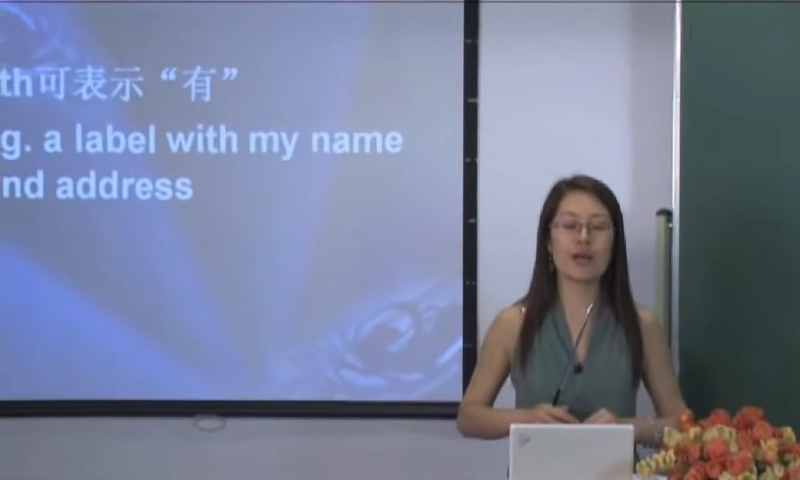 th可表示“有”
g. a label with my name
nd address